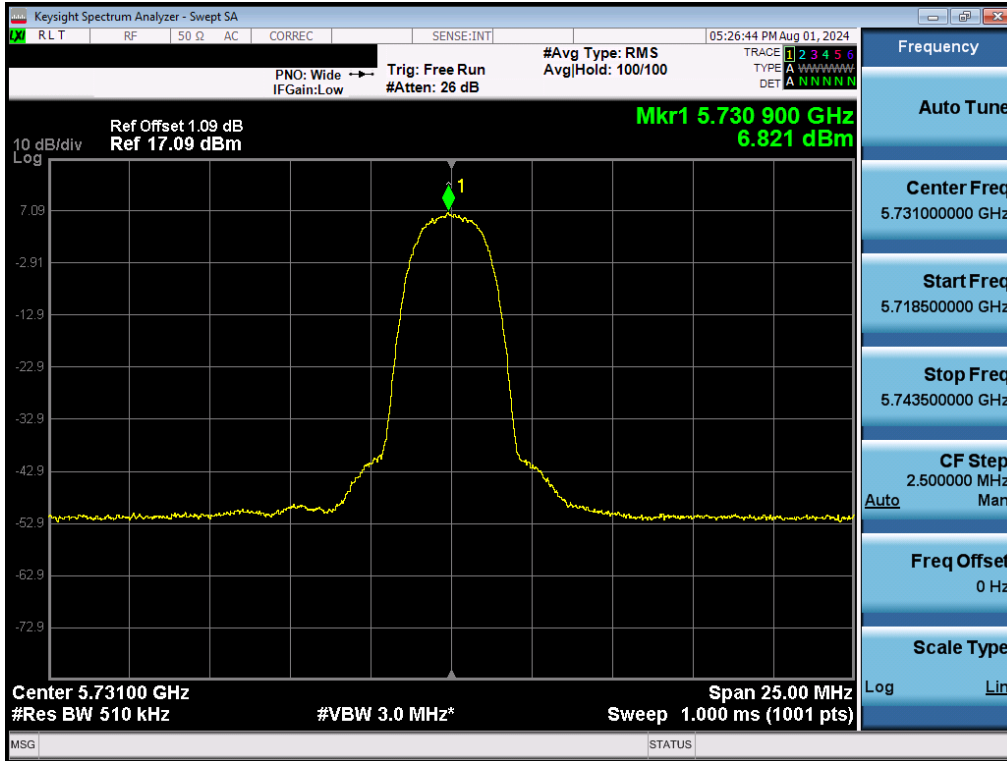 Keysight Spectrum Analyzer - Swept SA
LXI RLT RF 50 Ω AC CORREC SENSE:INT 05:26:44 PM Aug 01, 2024
Frequency
PNO: Wide
IFGain:Low
Trig: Free Run
#Atten: 26 dB
#Avg Type: RMS
Avg|Hold: 100/100
TRACE 1 2 3 4 5 6
TYPE A WWWWW
DET A N N N N N
Auto Tune
Mkr1 5.730 900 GHz
6.821 dBm
Ref Offset 1.09 dB
10 dB/div Ref 17.09 dBm
Log
1
7.09
-2.91
-12.9
-22.9
-32.9
-42.9
-52.9
-62.9
-72.9
Center Freq
5.731000000 GHz
Start Freq
5.718500000 GHz
Stop Freq
5.743500000 GHz
CF Step
2.500000 MHz
Auto Man
Freq Offset
0 Hz
Scale Type
Log Lin
Center 5.73100 GHz Span 25.00 MHz
#Res BW 510 kHz #VBW 3.0 MHz* Sweep 1.000 ms (1001 pts)
MSG STATUS